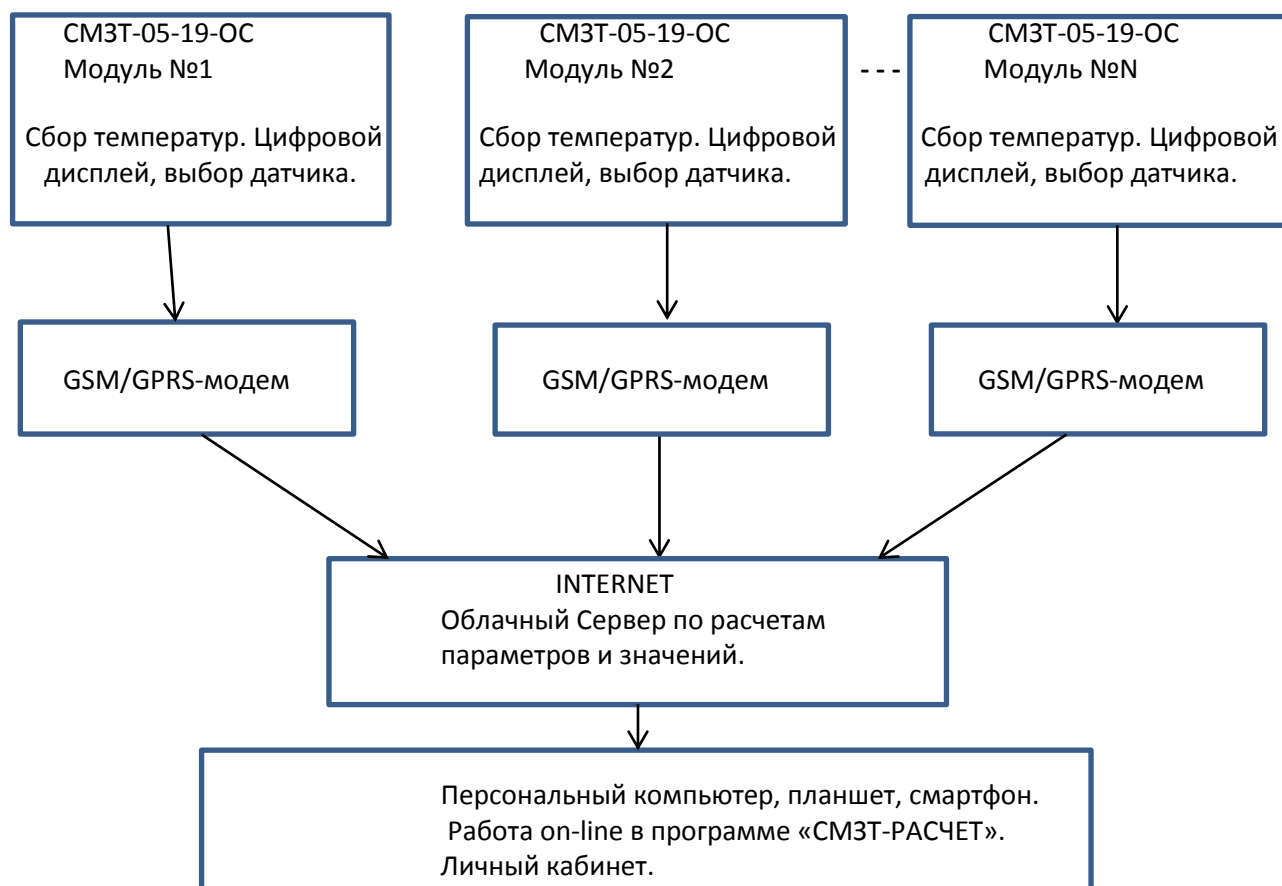 СМЗТ-05-19-ОС
Модуль №1
Сбор температур. Цифровой
дисплей, выбор датчика.
СМЗТ-05-19-ОС
Модуль №2
Сбор температур. Цифровой
дисплей, выбор датчика.
- - -
СМЗТ-05-19-ОС
Модуль №N
Сбор температур. Цифровой
дисплей, выбор датчика.
GSM/GPRS-модем
GSM/GPRS-модем
GSM/GPRS-модем
INTERNET
Облачный Сервер по расчетам
параметров и значений.
Персональный компьютер, планшет, смартфон.
Работа on-line в программе «СМЗТ-РАСЧЕТ».
Личный кабинет.